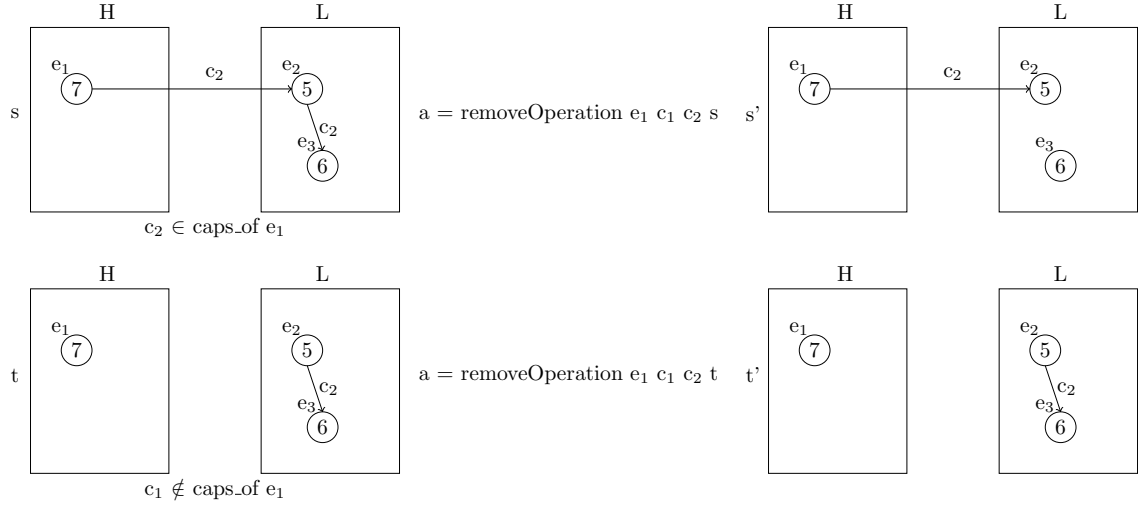 H L H L
e₁ 7 c₂ e₂ 5 e₁ 7 c₂ e₂ 5
s a = removeOperation e₁ c₁ c₂ s s'
c₂ e₃ 6 e₃ 6
c₂ ∈ caps_of e₁
H L H L
e₁ 7 e₂ 5 e₁ 7 e₂ 5
t a = removeOperation e₁ c₁ c₂ t t'
c₂ e₃ 6 c₂ e₃ 6
c₁ ∉ caps_of e₁